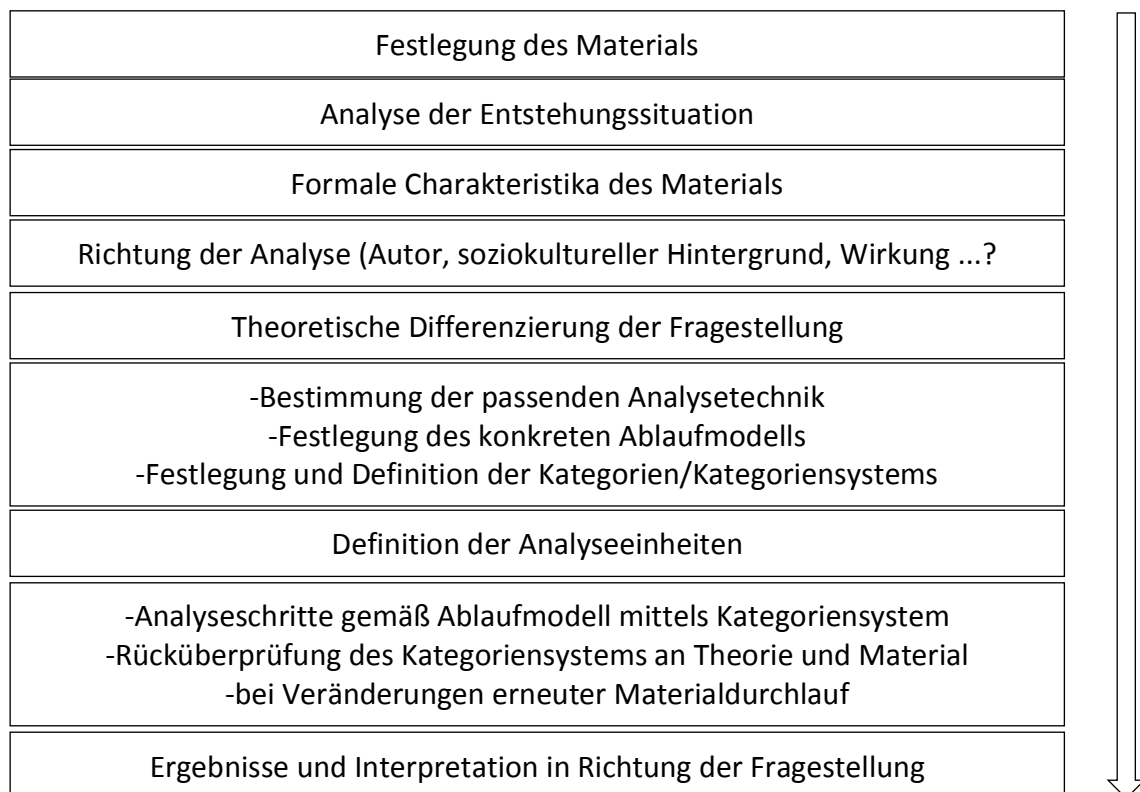 Festlegung des Materials
Analyse der Entstehungssituation
Formale Charakteristika des Materials
Richtung der Analyse (Autor, soziokultureller Hintergrund, Wirkung ...?
Theoretische Differenzierung der Fragestellung
-Bestimmung der passenden Analysetechnik
-Festlegung des konkreten Ablaufmodells
-Festlegung und Definition der Kategorien/Kategoriensystems
Definition der Analyseeinheiten
-Analyseschritte gemäß Ablaufmodell mittels Kategoriensystem
-Rücküberprüfung des Kategoriensystems an Theorie und Material
-bei Veränderungen erneuter Materialdurchlauf
Ergebnisse und Interpretation in Richtung der Fragestellung